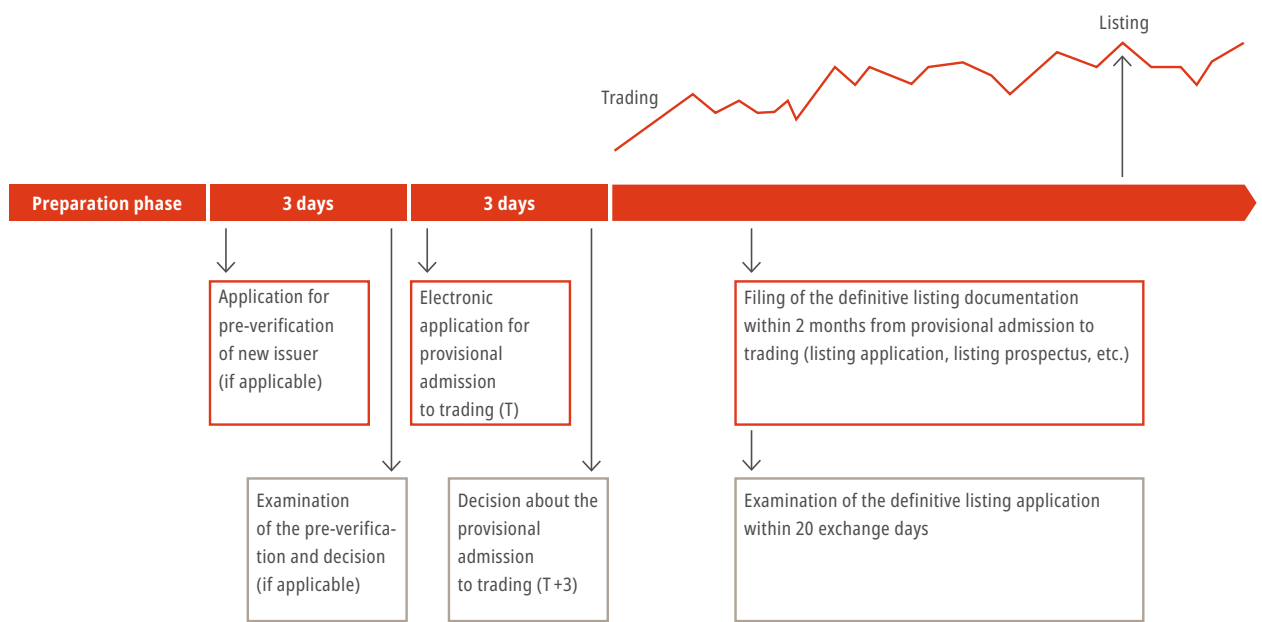 Listing
Trading
Preparation phase
3 days
3 days
Application for
pre-verification
of new issuer
(if applicable)
Electronic
application for
provisional
admission
to trading (T)
Filing of the definitive listing documentation
within 2 months from provisional admission to
trading (listing application, listing prospectus, etc.)
Examination
of the pre-verifica-
tion and decision
(if applicable)
Decision about the
provisional
admission
to trading (T+3)
Examination of the definitive listing application
within 20 exchange days